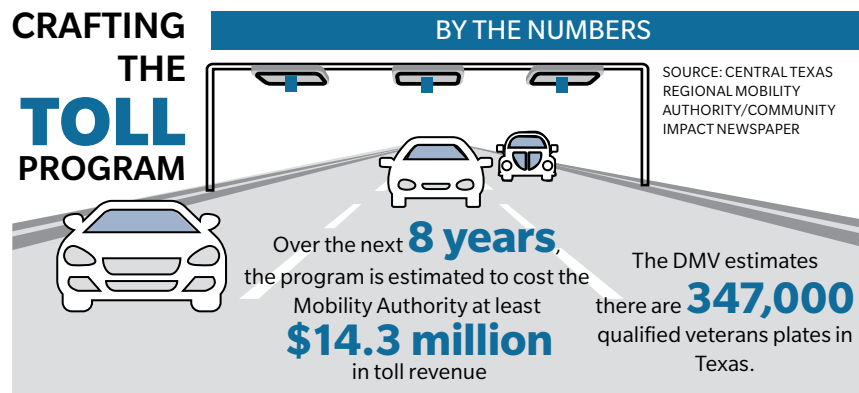 CRAFTING
THE
TOLL
PROGRAM
BY THE NUMBERS
SOURCE: CENTRAL TEXAS
REGIONAL MOBILITY
AUTHORITY/COMMUNITY
IMPACT NEWSPAPER
Over the next 8 years,
the program is estimated to cost the
Mobility Authority at least
$14.3 million
in toll revenue
The DMV estimates
there are 347,000
qualified veterans plates in
Texas.